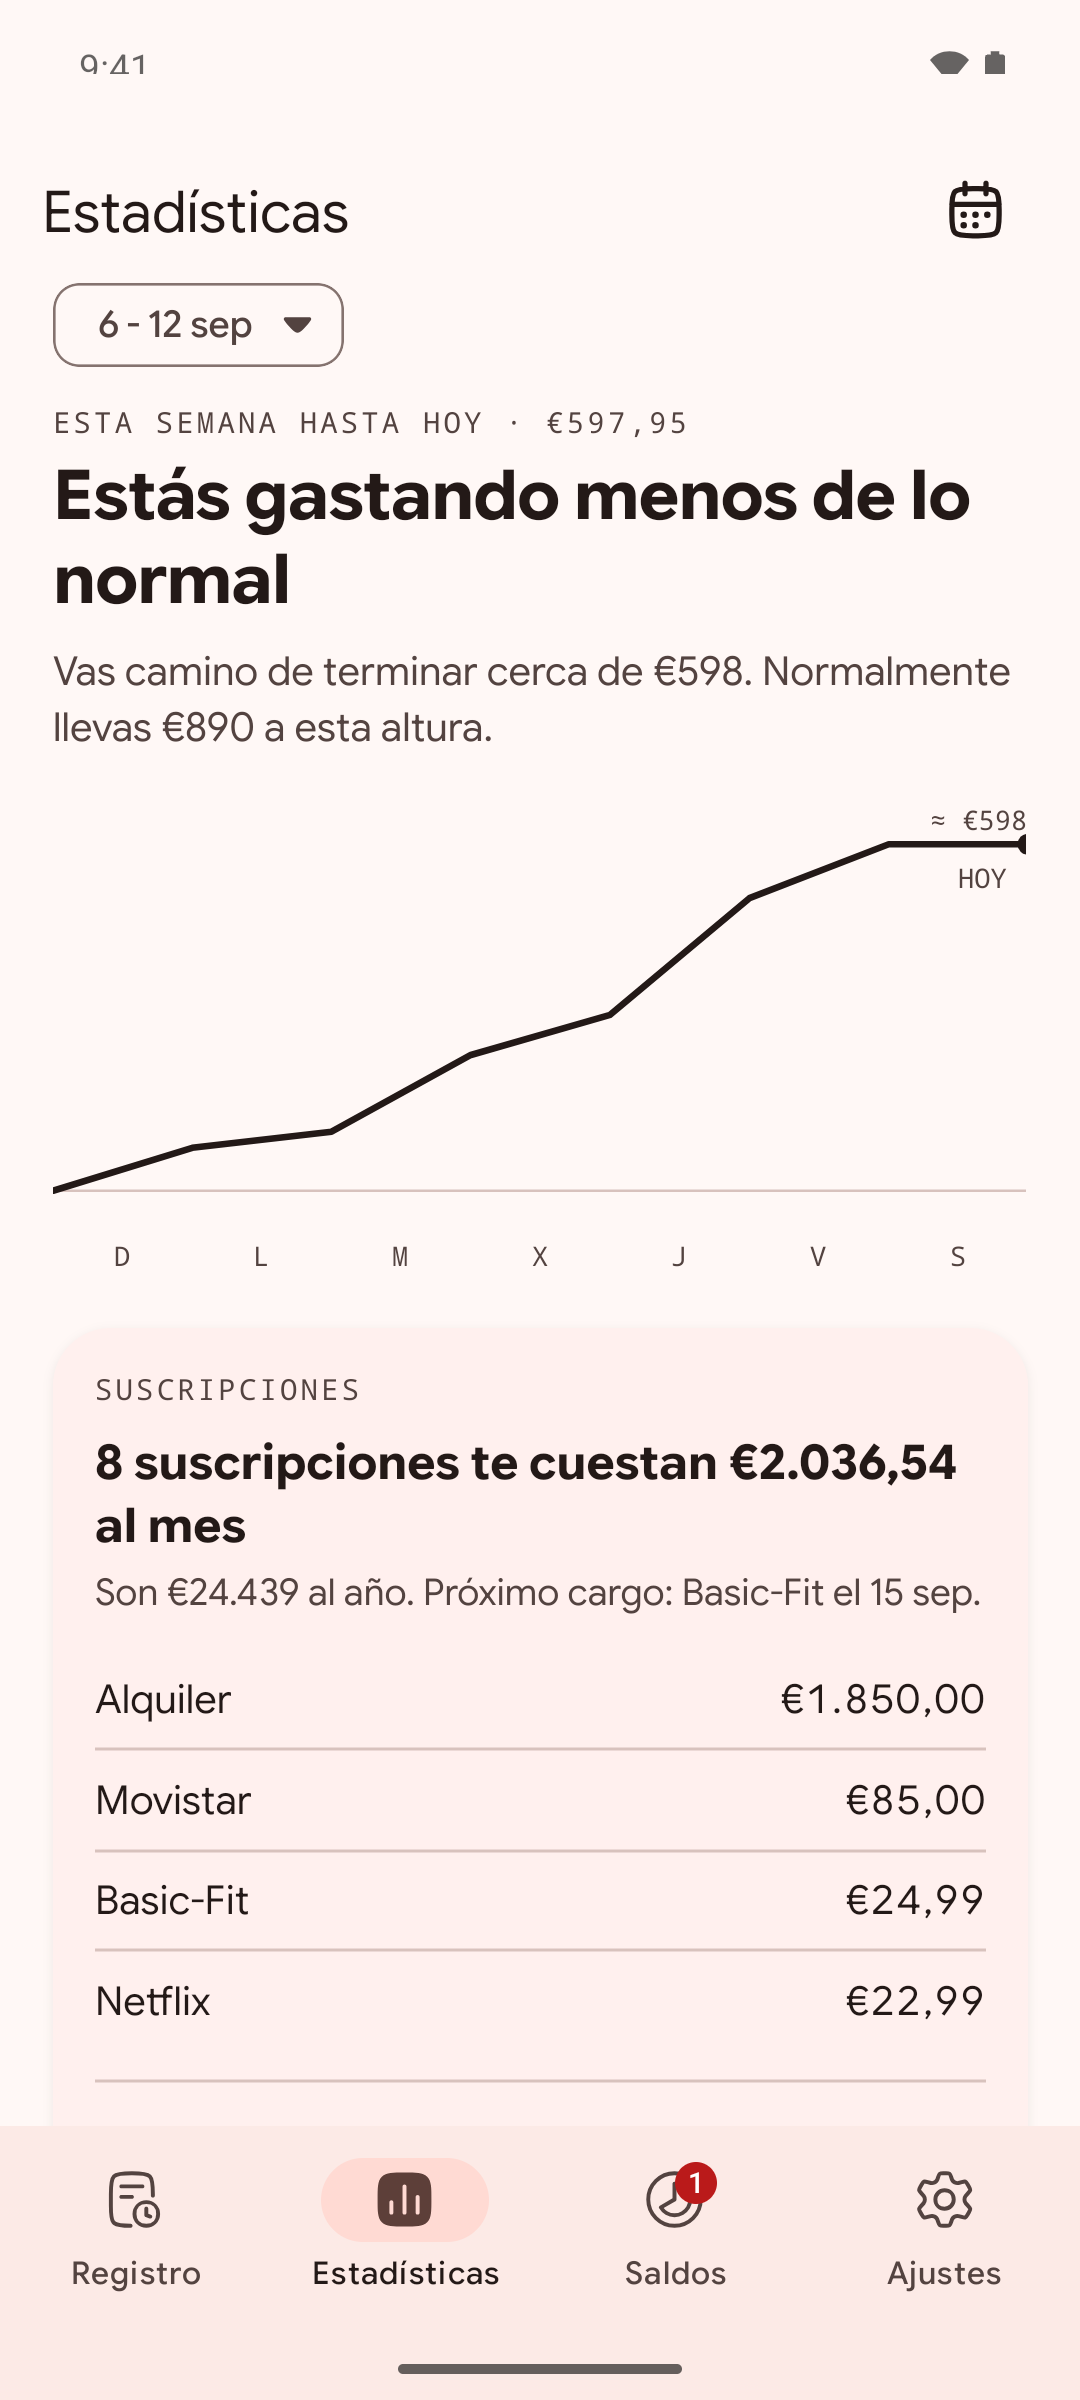 9:41
Estadísticas
6 - 12 sep
ESTA SEMANA HASTA HOY · €597,95
Estás gastando menos de lo
normal
Vas camino de terminar cerca de €598. Normalmente
llevas €890 a esta altura.
≈ €598
HOY
D L M X J V S
SUSCRIPCIONES
8 suscripciones te cuestan €2.036,54
al mes
Son €24.439 al año. Próximo cargo: Basic-Fit el 15 sep.
Alquiler €1.850,00
Movistar €85,00
Basic-Fit €24,99
Netflix €22,99
1
Registro Estadísticas Saldos Ajustes